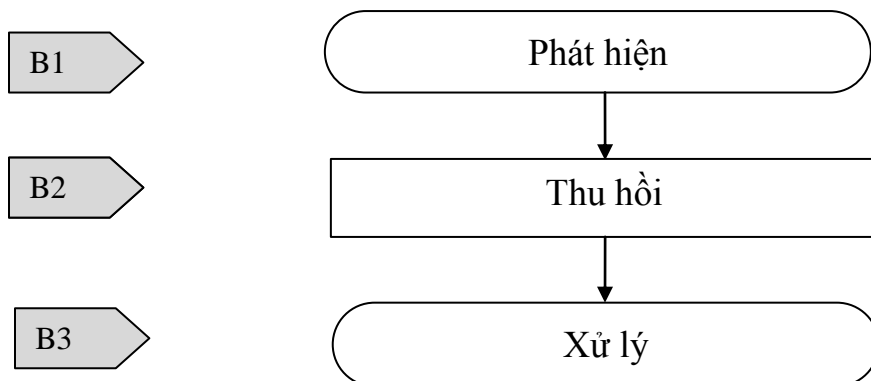 B1
Phát hiện
B2
Thu hồi
B3
Xử lý